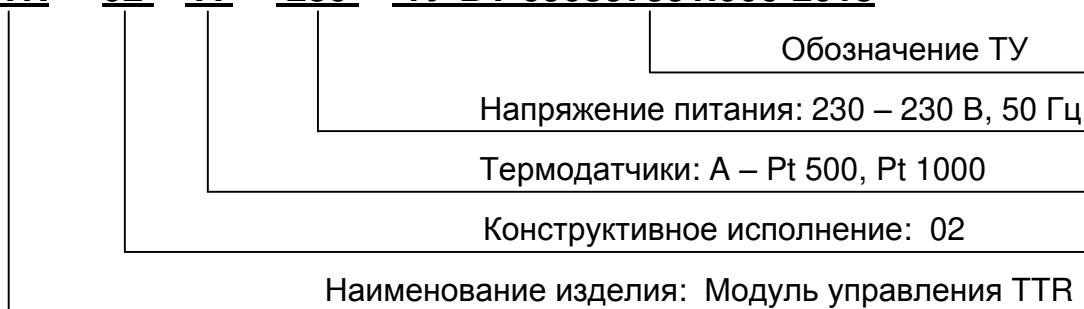 Обозначение ТУ
Напряжение питания: 230 – 230 В, 50 Гц
Термодатчики: А – Pt 500, Pt 1000
Конструктивное исполнение: 02
Наименование изделия: Модуль управления TTR